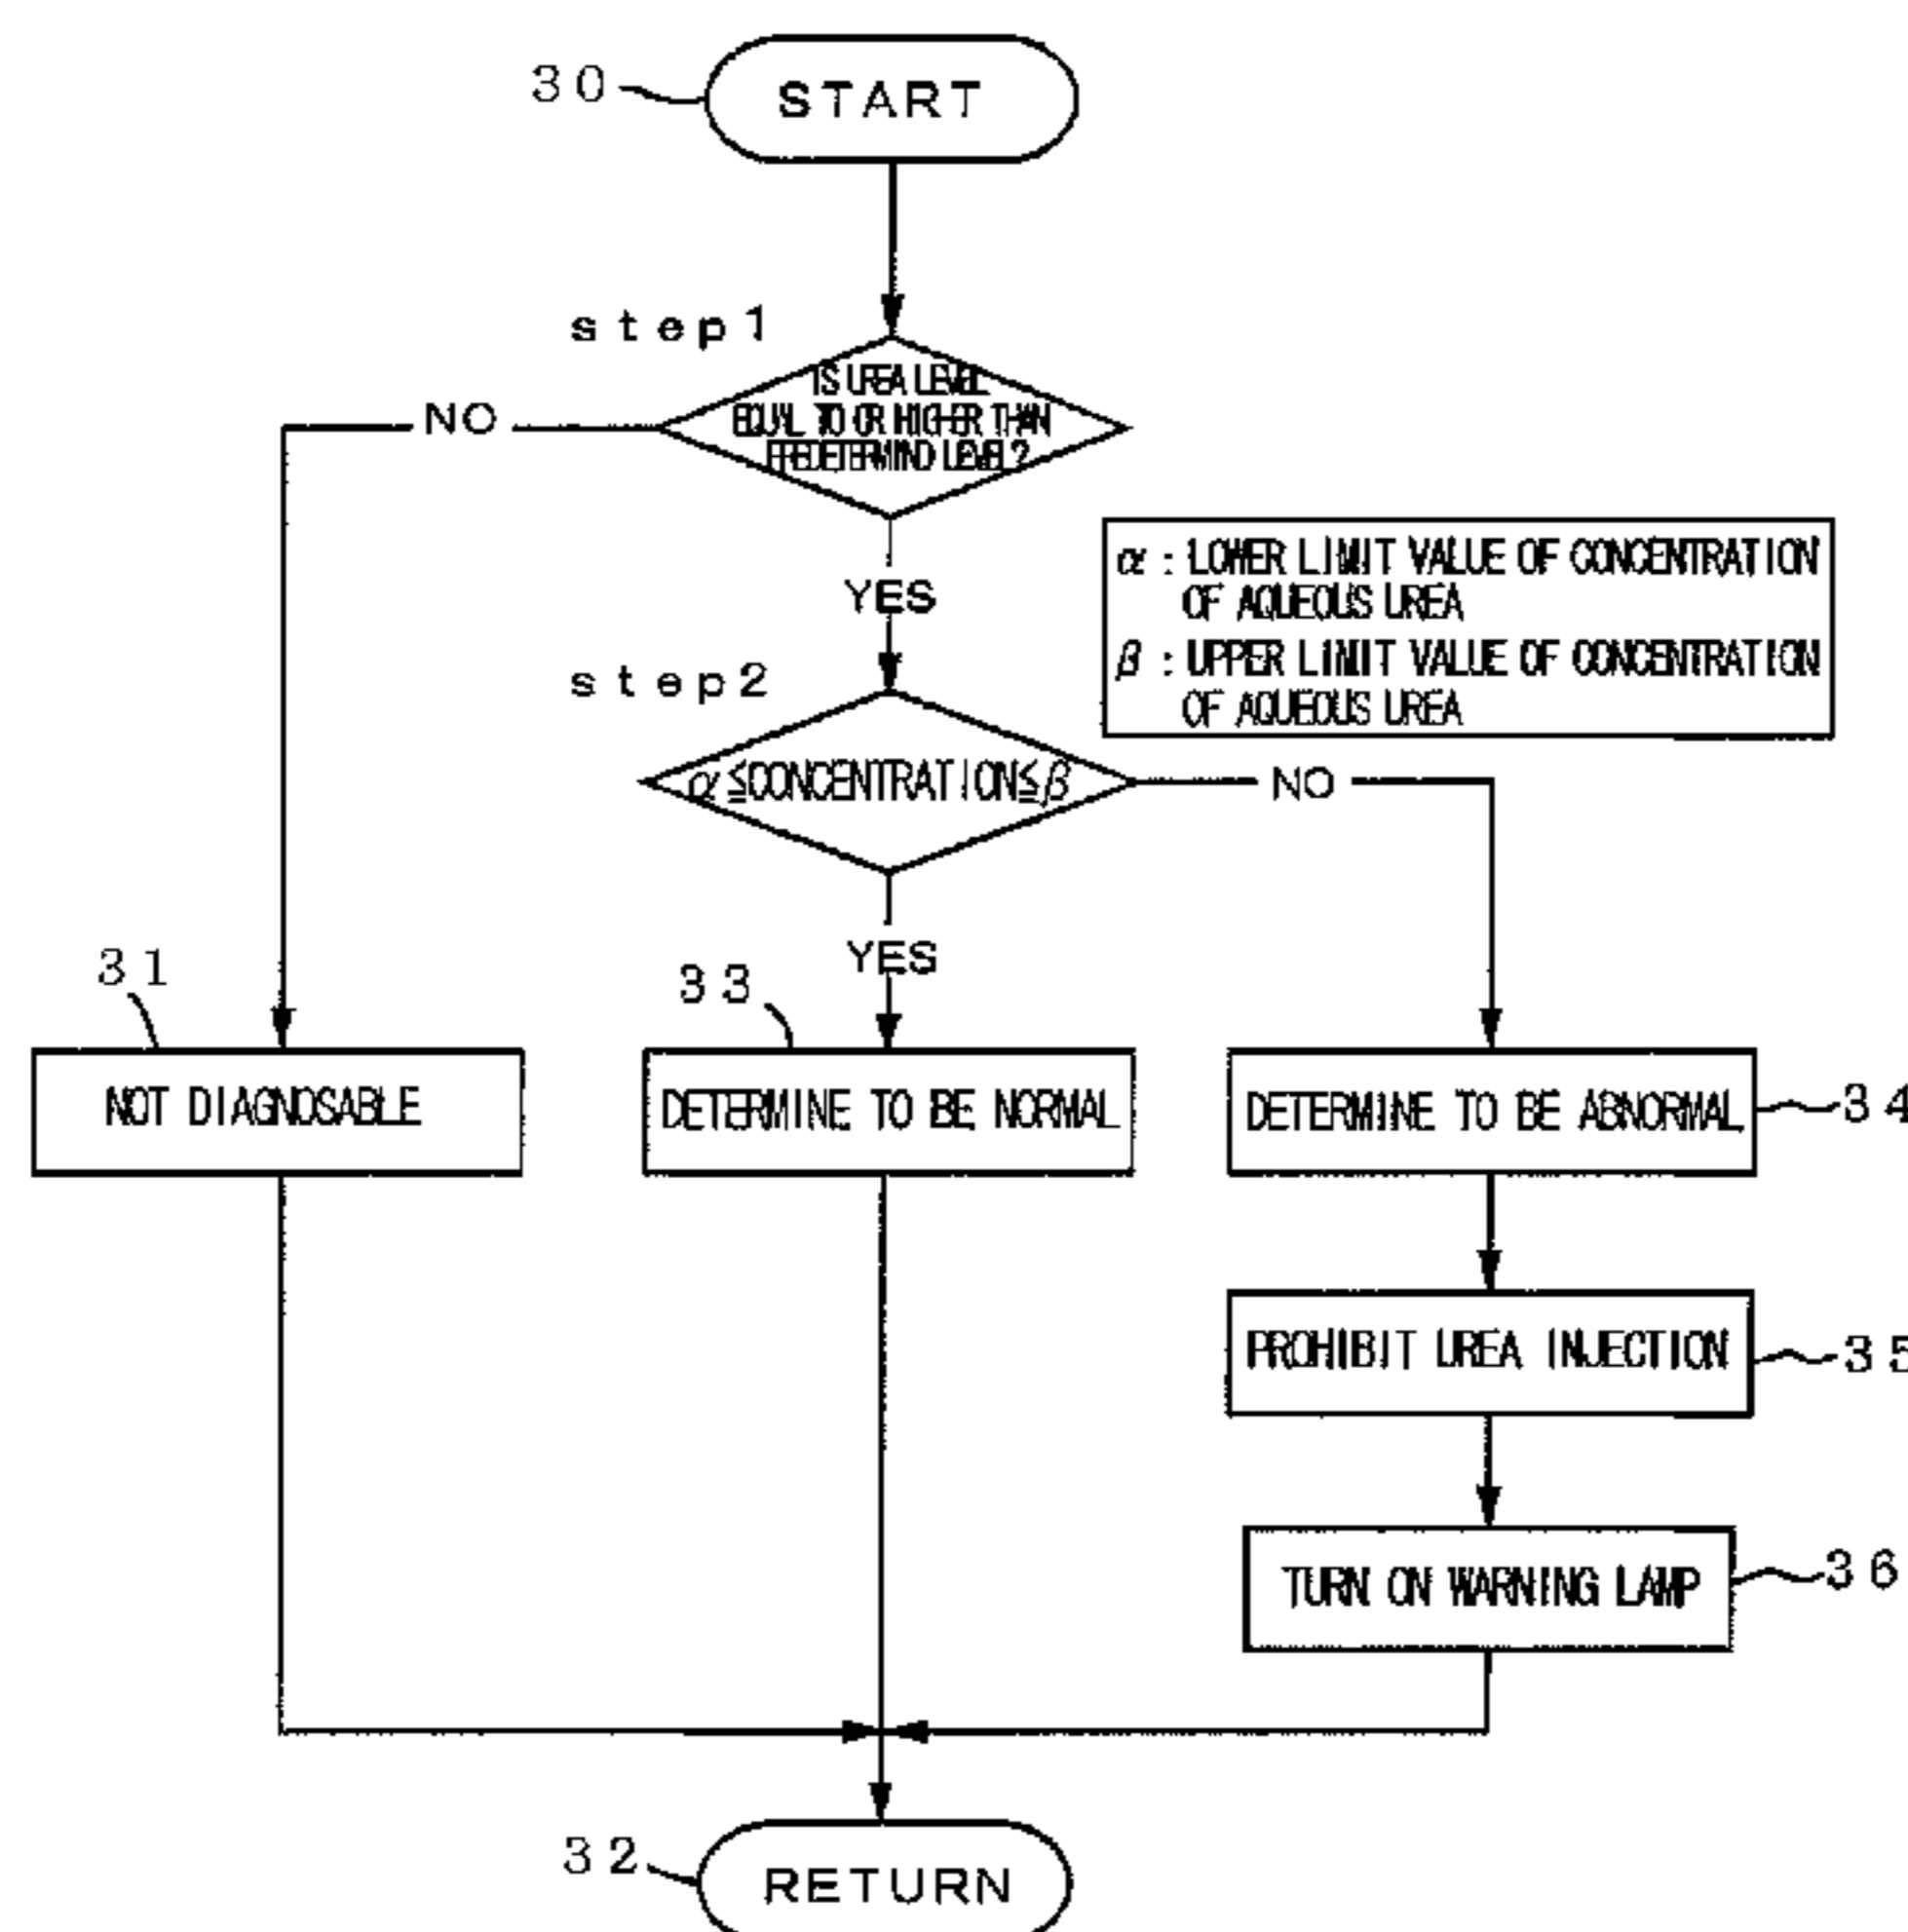 30
START
step1
IS UREA LEVEL
EQUAL TO OR HIGHER THAN
PREDETERMIND LEVEL?
NO
YES
α : LOWER LIMIT VALUE OF CONCENTRATION
OF AQUEOUS UREA
β : UPPER LIMIT VALUE OF CONCENTRATION
OF AQUEOUS UREA
step2
α≦CONCENTRATION≦β
NO
YES
31
NOT DIAGNOSABLE
33
DETERMINE TO BE NORMAL
DETERMINE TO BE ABNORMAL
34
PROHIBIT UREA INJECTION
35
TURN ON WARNING LAMP
36
32
RETURN